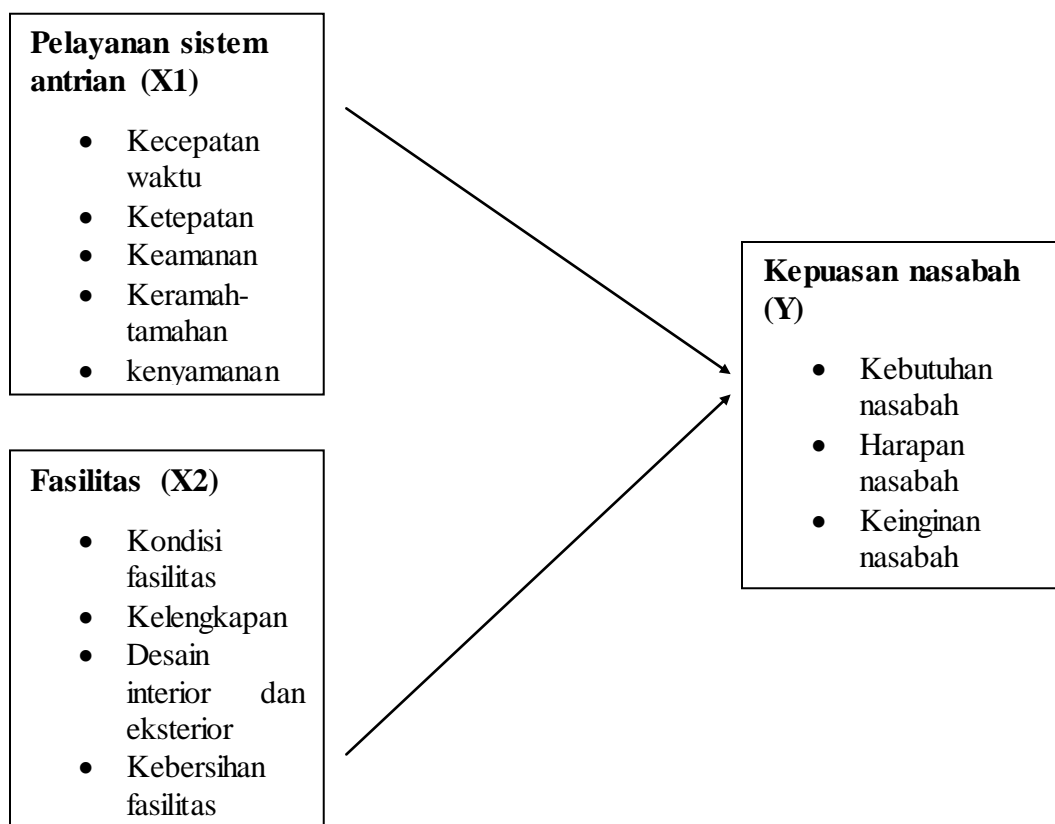 Pelayanan sistem
antrian (X1)
• Kecepatan
waktu
• Ketepatan
• Keamanan
• Keramah-
tamahan
• kenyamanan
Fasilitas (X2)
• Kondisi
fasilitas
• Kelengkapan
• Desain
interior dan
eksterior
• Kebersihan
fasilitas
Kepuasan nasabah
(Y)
• Kebutuhan
nasabah
• Harapan
nasabah
• Keinginan
nasabah